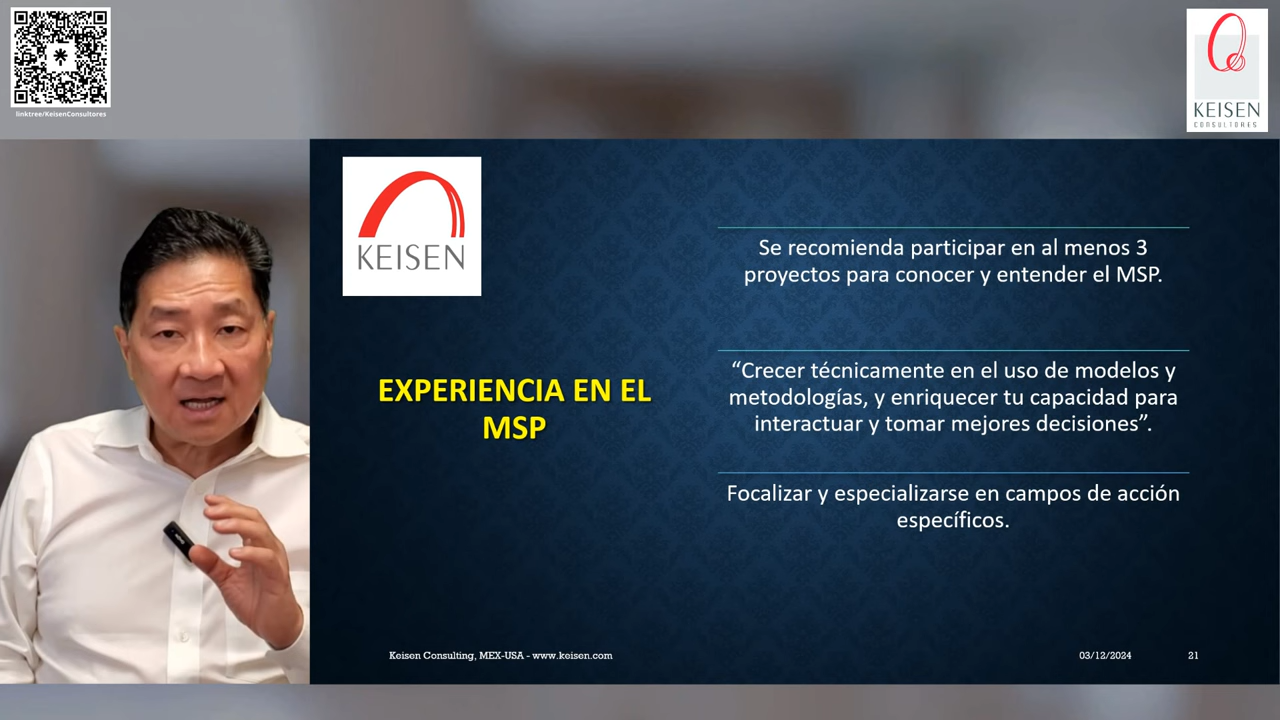 linktree/KeisenConsultores
KEISEN
CONSULTORES
KEISEN
EXPERIENCIA EN EL
MSP
Se recomienda participar en al menos 3
proyectos para conocer y entender el MSP.
“Crecer técnicamente en el uso de modelos y
metodologías, y enriquecer tu capacidad para
interactuar y tomar mejores decisiones”.
Focalizar y especializarse en campos de acción
específicos.
Keisen Consulting, MEX-USA - www.keisen.com
03/12/2024
21